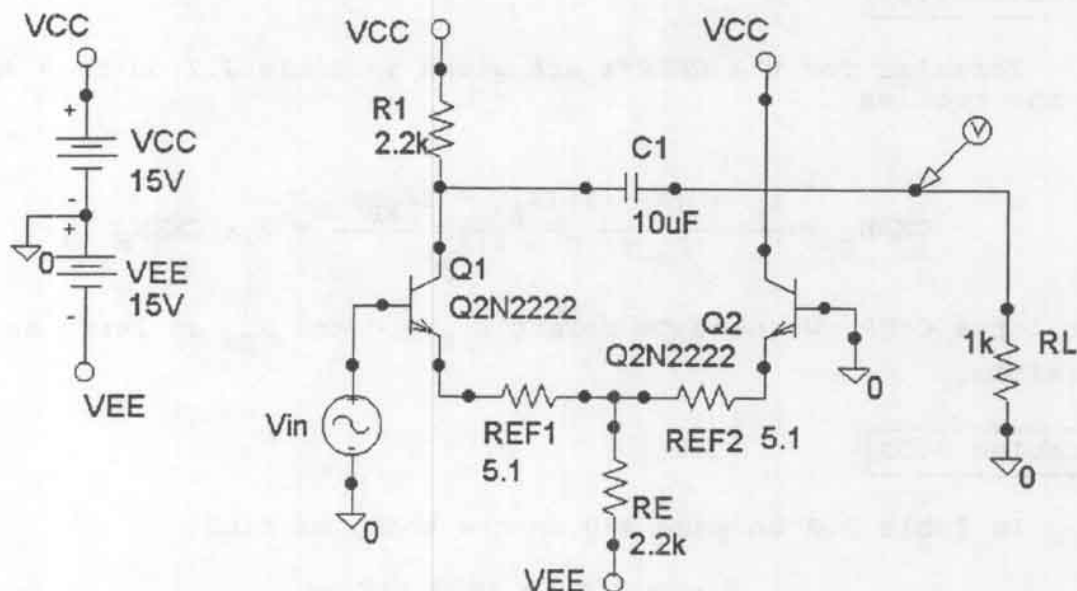 VCC
VCC
VCC
R1
2.2k
C1
10uF
V
+
VCC
15V
-
0
+
VEE
15V
-
VEE
Q1
Q2N2222
Q2
Q2N2222
0
1k
RL
0
Vin
+
-
0
REF1
5.1
REF2
5.1
RE
2.2k
VEE